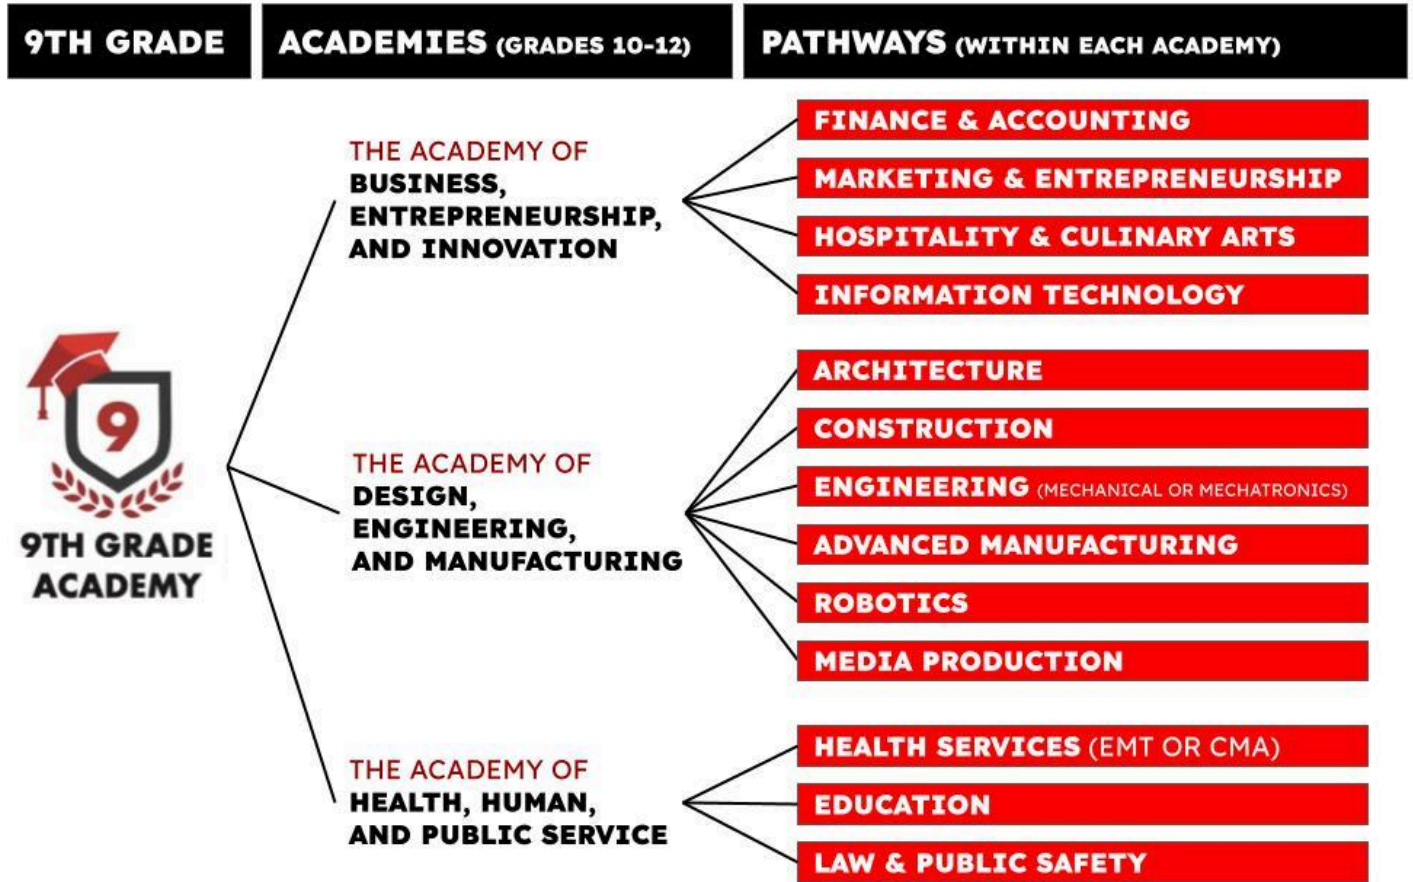 9TH GRADE
ACADEMIES (GRADES 10-12)
PATHWAYS (WITHIN EACH ACADEMY)
9
9TH GRADE
ACADEMY
THE ACADEMY OF
BUSINESS,
ENTREPRENEURSHIP,
AND INNOVATION
FINANCE & ACCOUNTING
MARKETING & ENTREPRENEURSHIP
HOSPITALITY & CULINARY ARTS
INFORMATION TECHNOLOGY
THE ACADEMY OF
DESIGN,
ENGINEERING,
AND MANUFACTURING
ARCHITECTURE
CONSTRUCTION
ENGINEERING (MECHANICAL OR MECHATRONICS)
ADVANCED MANUFACTURING
ROBOTICS
MEDIA PRODUCTION
THE ACADEMY OF
HEALTH, HUMAN,
AND PUBLIC SERVICE
HEALTH SERVICES (EMT OR CMA)
EDUCATION
LAW & PUBLIC SAFETY